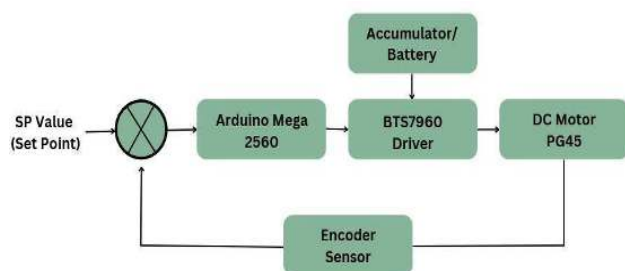 Accumulator/
Battery
SP Value
(Set Point)
Arduino Mega
2560
BTS7960
Driver
DC Motor
PG45
Encoder
Sensor